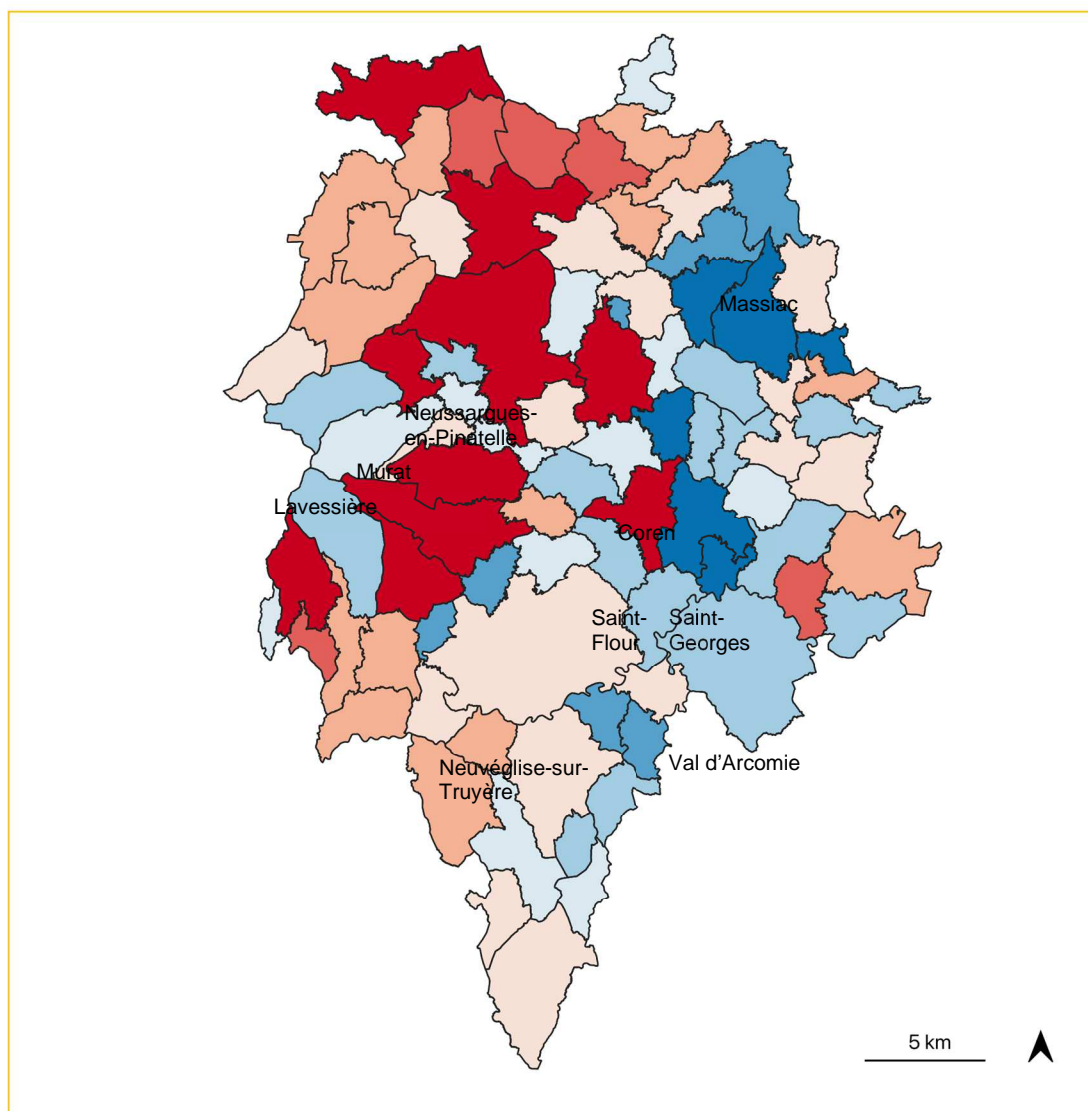 Massiac
Neussargues-
en-Pinatelle
Murat
Lavessière
Coren
Saint-
Flour
Saint-
Georges
Val d’Arcomie
Neuvéglise-sur-
Truyère
5 km